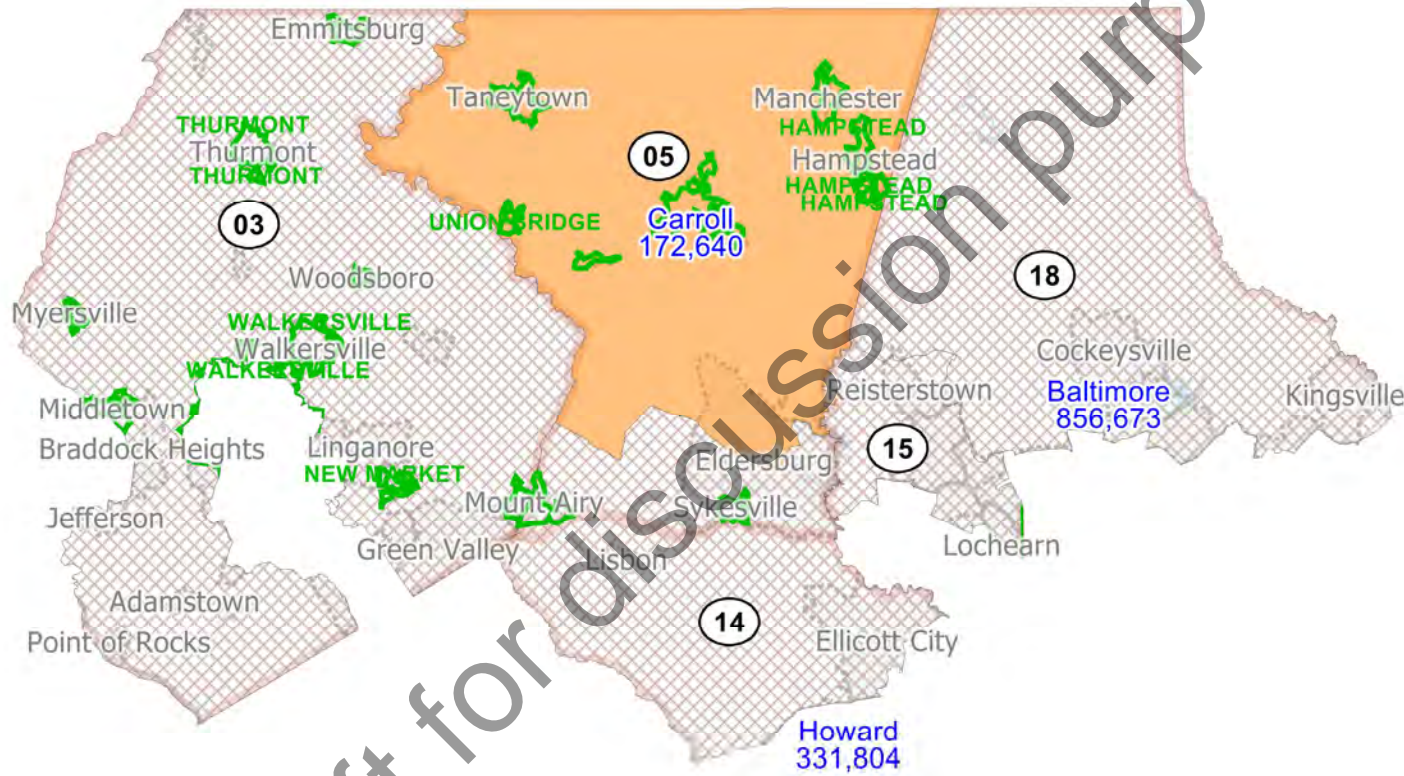 Emmitsburg
Taneytown
Manchester
HAMPSTEAD
Hampstead
HAMPSTEAD
HAMPSTEAD
THURMONT
Thurmont
THURMONT
05
03
UNION BRIDGE
Carroll
172,640
18
Woodsboro
Myersville
WALKERSVILLE
Walkersville
WALKERSVILLE
Cockeysville
Baltimore
856,673
Kingsville
Reisterstown
Middletown
Braddock Heights
Linganore
NEW MARKET
15
Eldersburg
Mount Airy
Sykesville
Jefferson
Green Valley
Lisbon
Lochearn
Adamstown
Point of Rocks
14
Ellicott City
Howard
331,804
ft for discussion purp